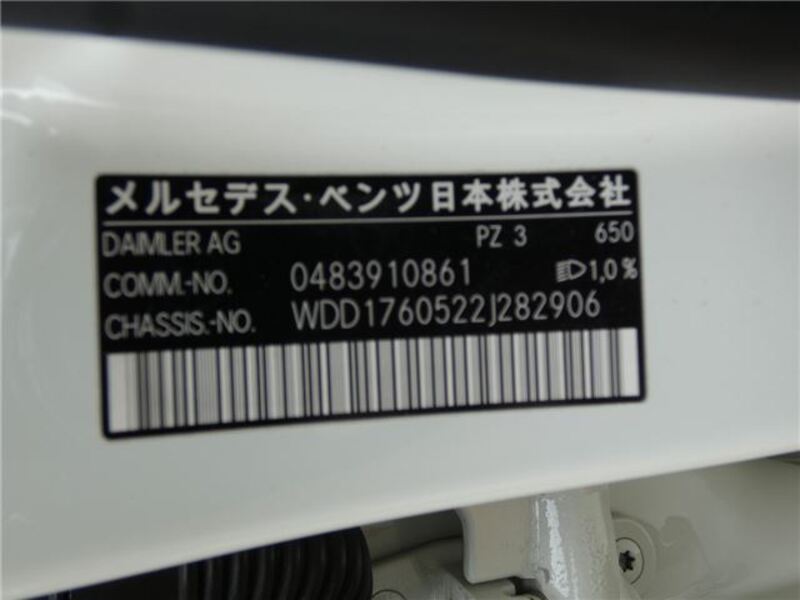 メルセデス・ベンツ日本株式会社
DAIMLER AG PZ 3 650
COMM.-NO. 0483910861 1,0%
CHASSIS.-NO. WDD1760522J282906